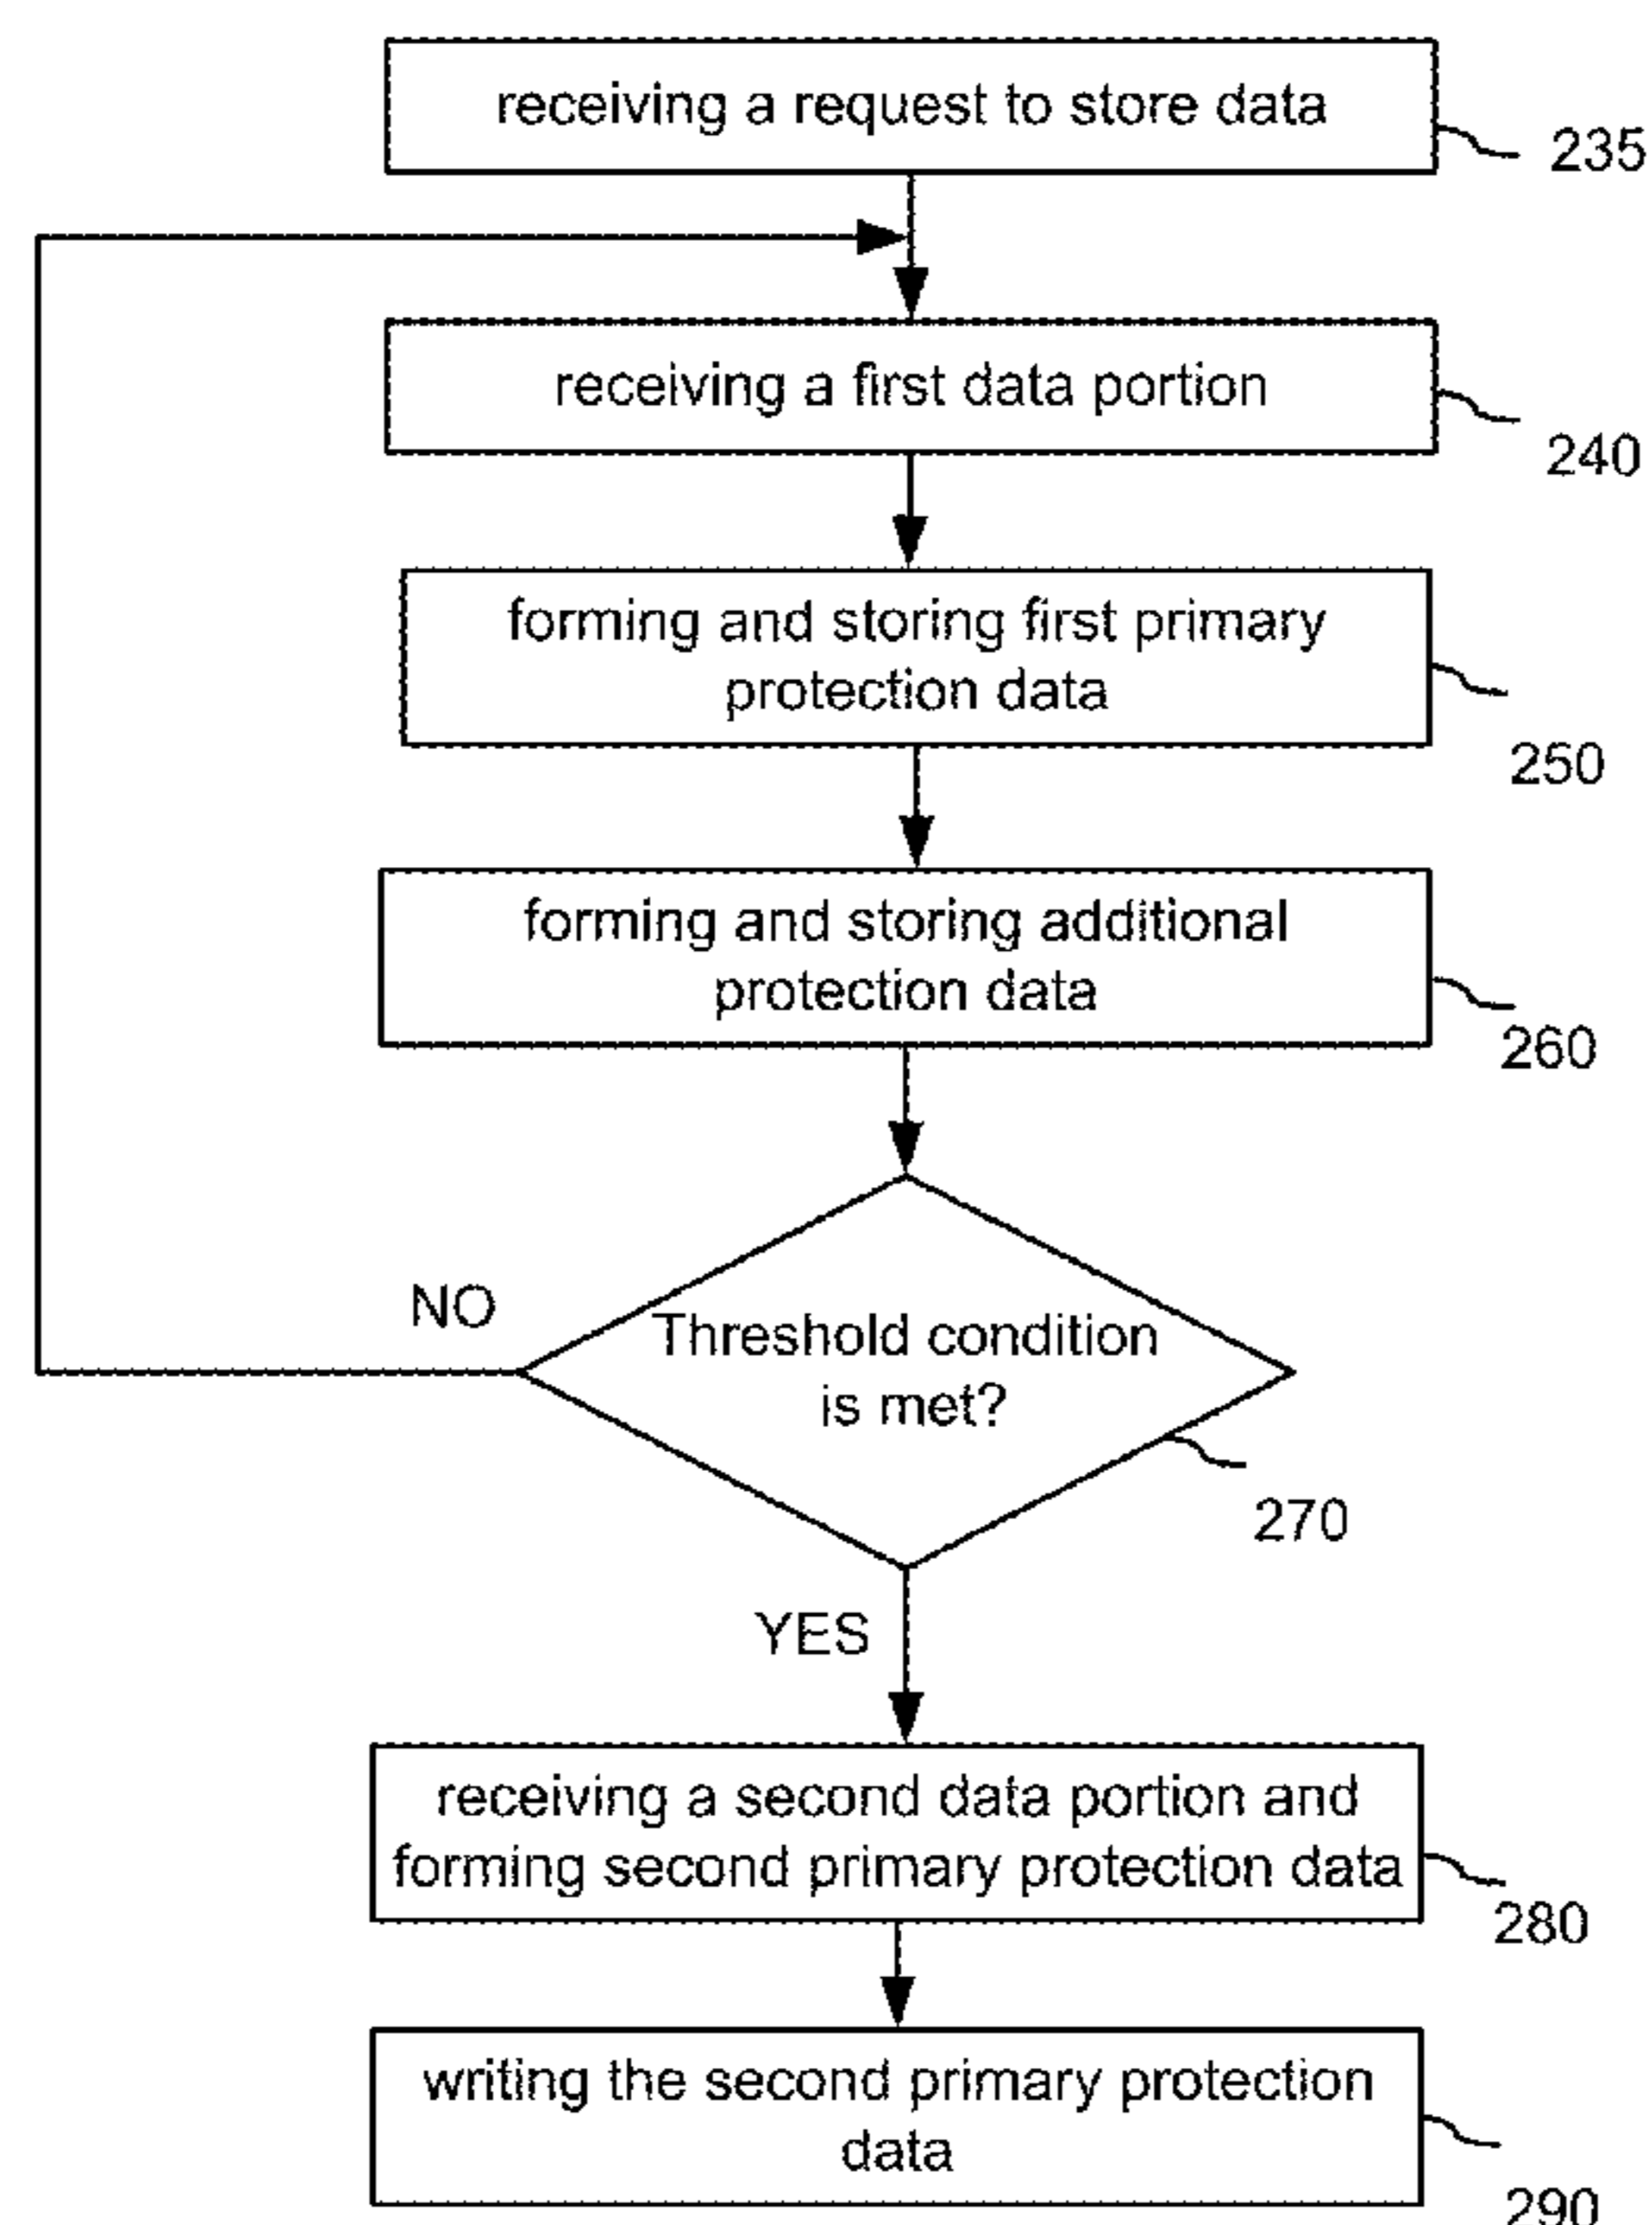 receiving a request to store data
235
receiving a first data portion
240
forming and storing first primary
protection data
250
forming and storing additional
protection data
260
NO
Threshold condition
is met?
270
YES
receiving a second data portion and
forming second primary protection data
280
writing the second primary protection
data
290